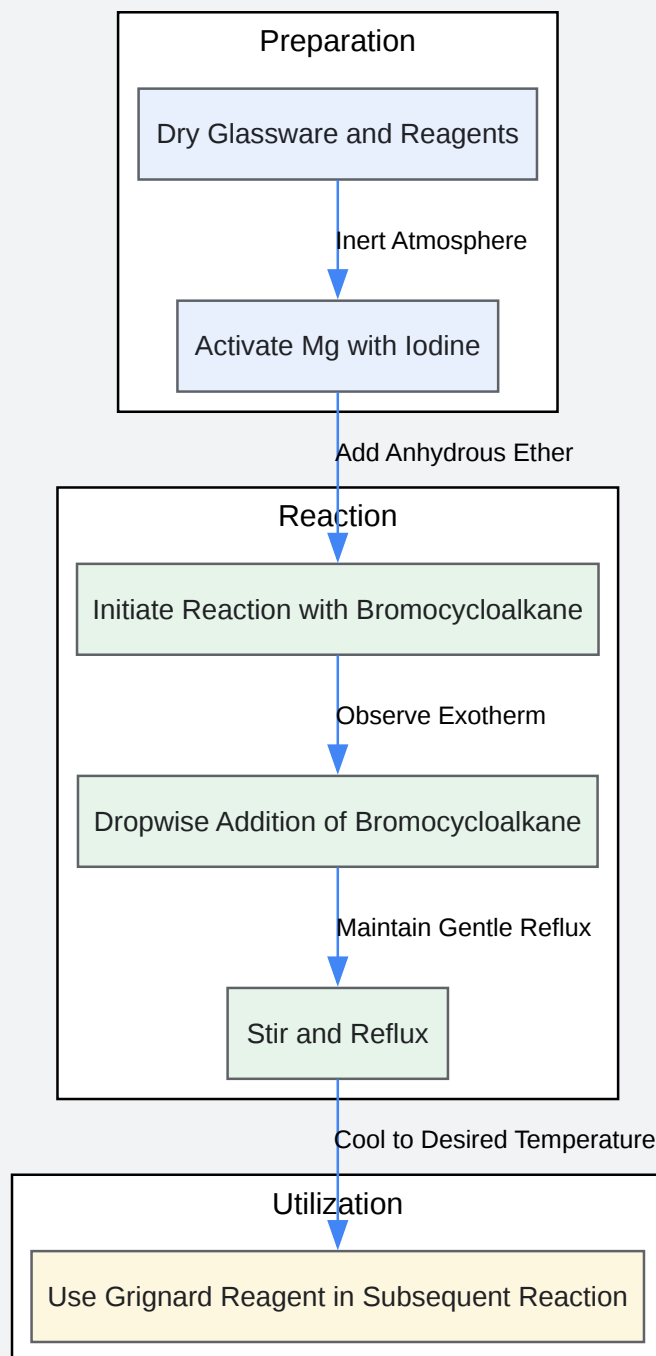 Preparation
Dry Glassware and Reagents
Inert Atmosphere
Activate Mg with Iodine
Add Anhydrous Ether
Reaction
Initiate Reaction with Bromocycloalkane
Observe Exotherm
Dropwise Addition of Bromocycloalkane
Maintain Gentle Reflux
Stir and Reflux
Cool to Desired Temperature
Utilization
Use Grignard Reagent in Subsequent Reaction